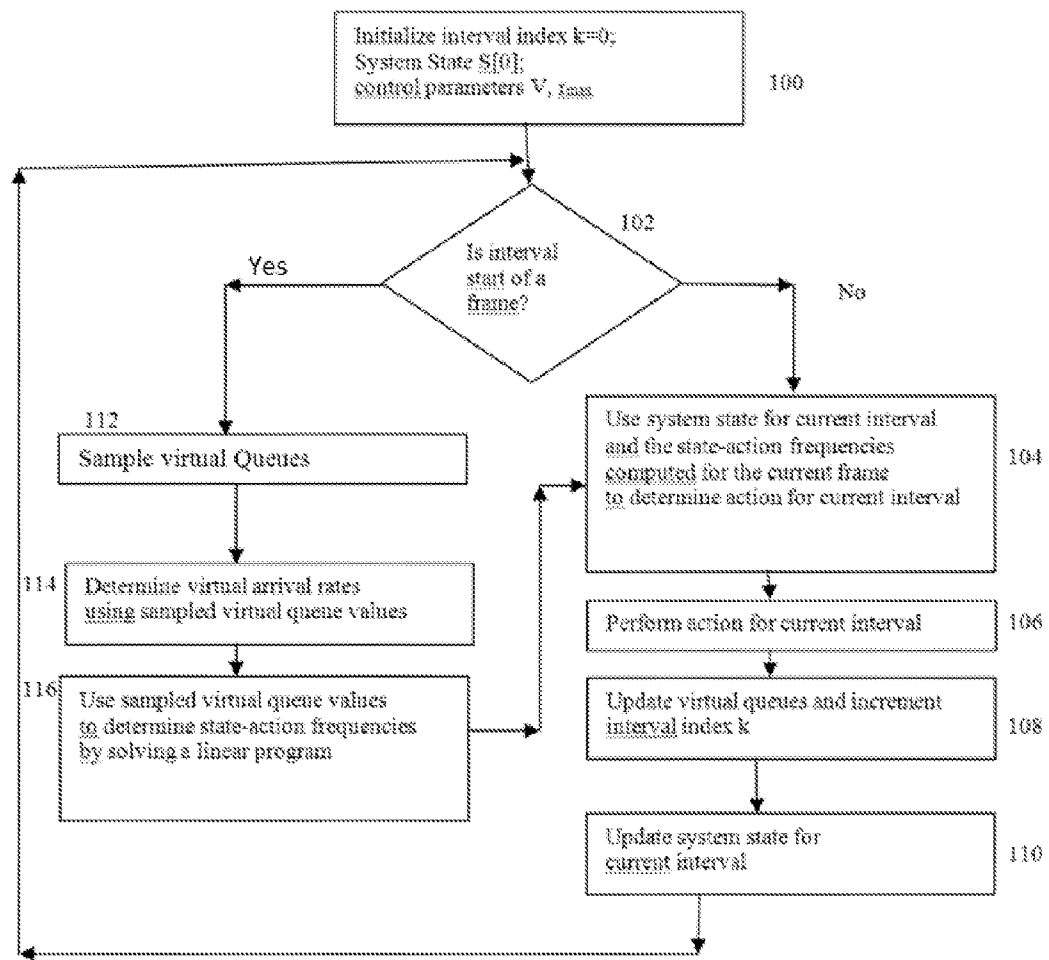 Initialize interval index k=0;
System State S[0];
control parameters V, rmax
100
102
Is interval
start of a
frame?
Yes
No
112
Sample virtual Queues
Use system state for current interval
and the state-action frequencies
computed for the current frame
to determine action for current interval
104
114
Determine virtual arrival rates
using sampled virtual queue values
Perform action for current interval
106
116
Use sampled virtual queue values
to determine state-action frequencies
by solving a linear program
Update virtual queues and increment
interval index k
108
Update system state for
current interval
110